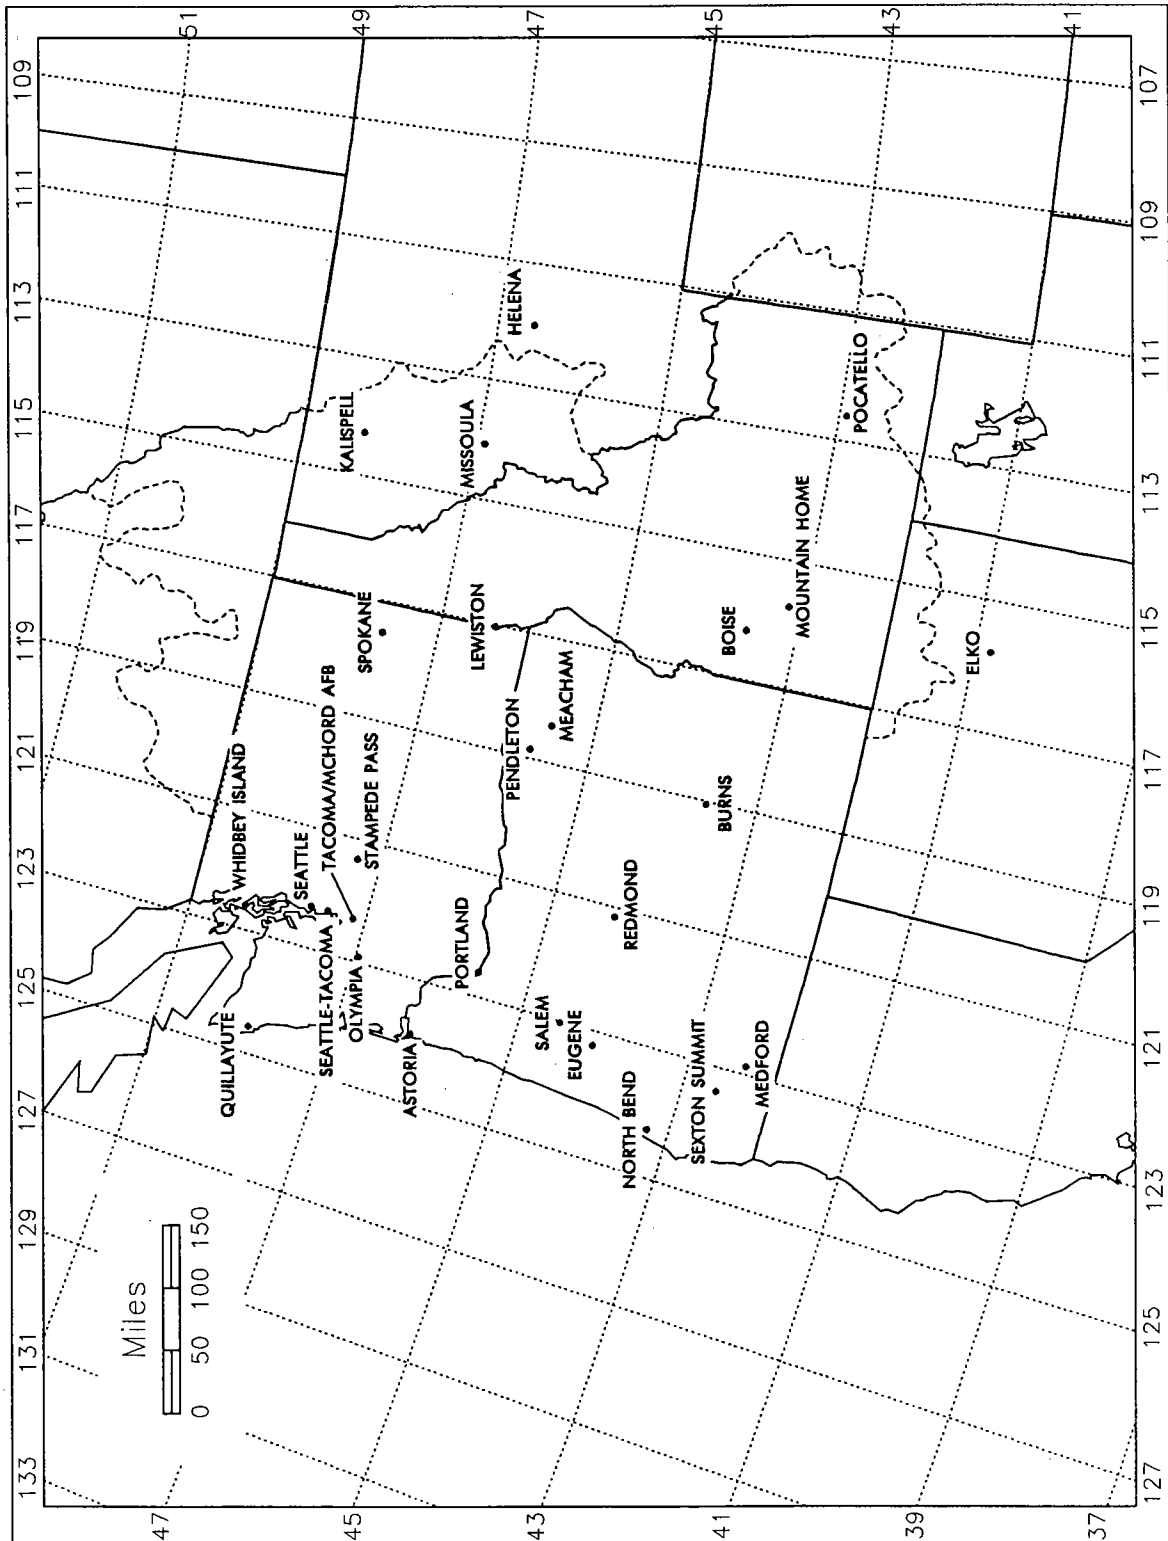 133
131
129
127
125
123
121
119
117
115
113
111
109
51
49
47
45
43
41
47
45
43
41
39
37
127
125
123
121
119
117
115
113
111
109
107
Miles
0 50 100 150
QUILLAYUTE
WHIDBEY ISLAND
SEATTLE
SEATTLE-TACOMA
TACOMA/MCHORD AFB
OLYMPIA
STAMPEDE PASS
SPOKANE
KALISPELL
ASTORIA
PORTLAND
LEWISTON
MISSOULA
HELENA
PENDLETON
MEACHAM
SALEM
EUGENE
REDMOND
NORTH BEND
SEXTON SUMMIT
MEDFORD
BURNS
BOISE
MOUNTAIN HOME
POCATELLO
ELKO